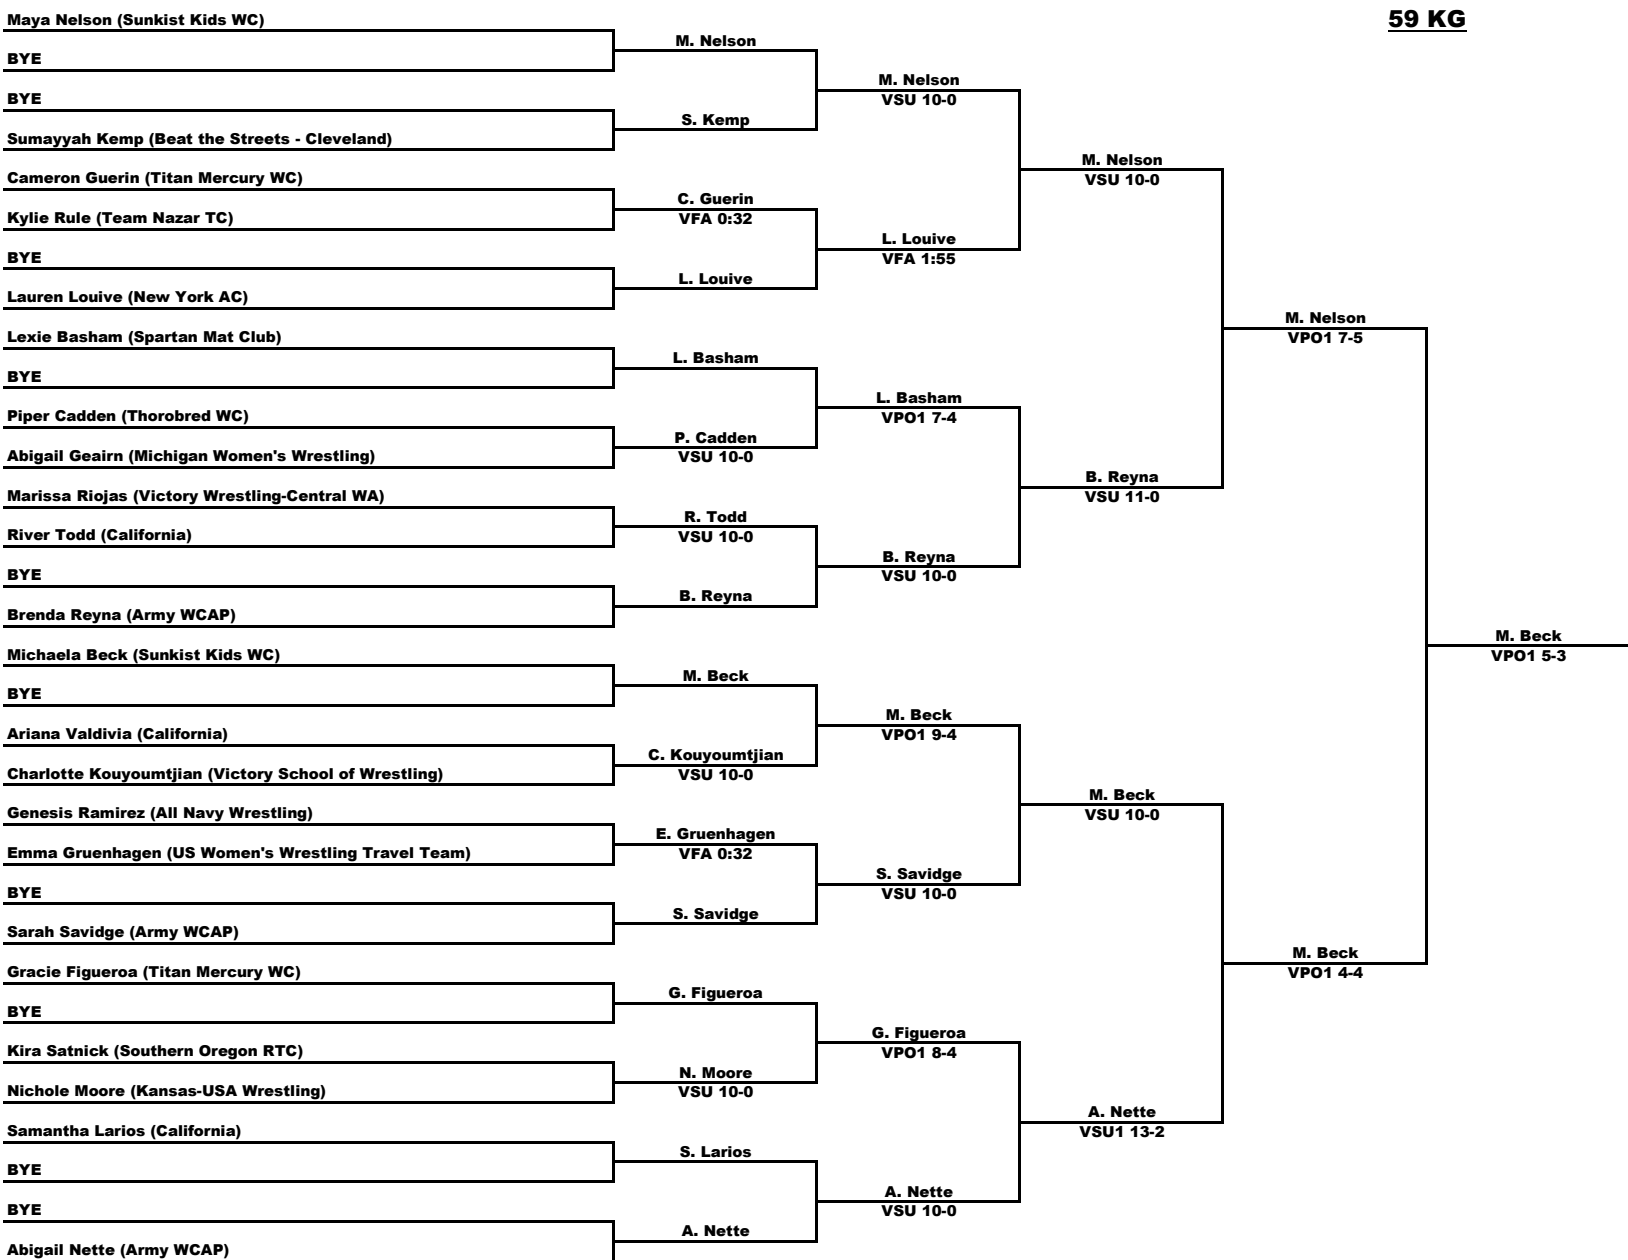 59 KG
Maya Nelson (Sunkist Kids WC)
BYE
BYE
Sumayyah Kemp (Beat the Streets - Cleveland)
Cameron Guerin (Titan Mercury WC)
Kylie Rule (Team Nazar TC)
BYE
Lauren Louive (New York AC)
Lexie Basham (Spartan Mat Club)
BYE
Piper Cadden (Thorobred WC)
Abigail Geairn (Michigan Women's Wrestling)
Marissa Riojas (Victory Wrestling-Central WA)
River Todd (California)
BYE
Brenda Reyna (Army WCAP)
Michaela Beck (Sunkist Kids WC)
BYE
Ariana Valdivia (California)
Charlotte Kouyoumtjian (Victory School of Wrestling)
Genesis Ramirez (All Navy Wrestling)
Emma Gruenhagen (US Women's Wrestling Travel Team)
BYE
Sarah Savidge (Army WCAP)
Gracie Figueroa (Titan Mercury WC)
BYE
Kira Satnick (Southern Oregon RTC)
Nichole Moore (Kansas-USA Wrestling)
Samantha Larios (California)
BYE
BYE
Abigail Nette (Army WCAP)
M. Nelson
S. Kemp
C. Guerin
VFA 0:32
L. Louive
L. Basham
P. Cadden
VSU 10-0
R. Todd
VSU 10-0
B. Reyna
M. Beck
C. Kouyoumtjian
VSU 10-0
E. Gruenhagen
VFA 0:32
S. Savidge
G. Figueroa
N. Moore
VSU 10-0
S. Larios
A. Nette
M. Nelson
VSU 10-0
L. Louive
VFA 1:55
L. Basham
VPO1 7-4
B. Reyna
VSU 10-0
M. Beck
VPO1 9-4
S. Savidge
VSU 10-0
G. Figueroa
VPO1 8-4
A. Nette
VSU 10-0
M. Nelson
VSU 10-0
B. Reyna
VSU 11-0
M. Beck
VSU 10-0
A. Nette
VSU1 13-2
M. Nelson
VPO1 7-5
M. Beck
VPO1 4-4
M. Beck
VPO1 5-3